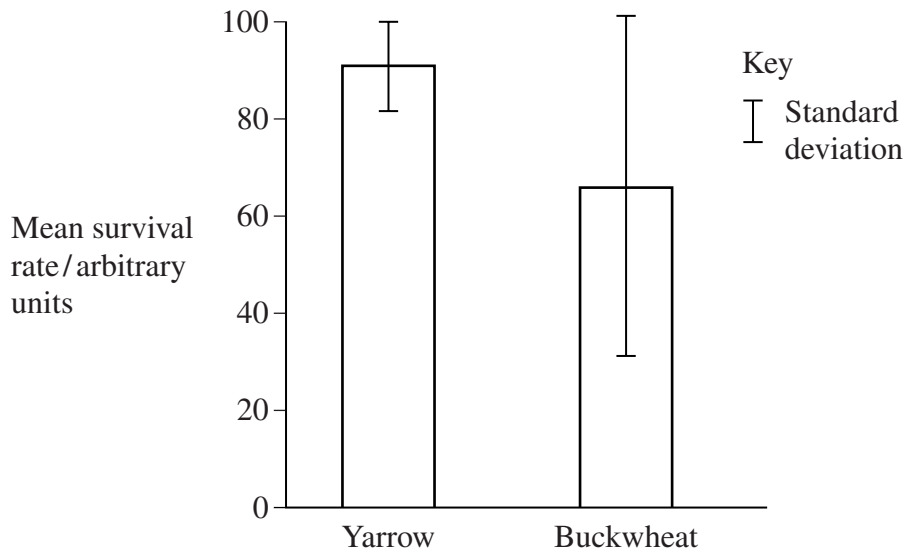 100
80
60
40
20
0
Mean survival
rate/arbitrary
units
Yarrow
Buckwheat
Key
Standard
deviation